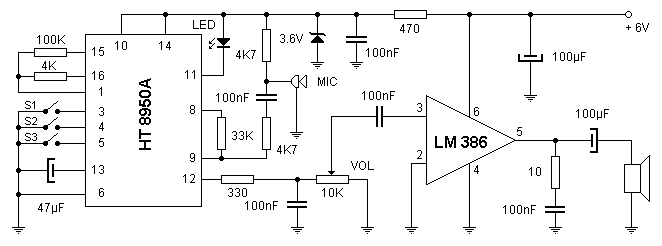 LED
3.6V
100nF
470
+ 6V
100K
15
10
14
4K
16
11
4K7
MIC
100µF
1
HT 8950A
100nF
100nF
S1
3
8
3
6
100µF
S2
4
33K
LM 386
5
S3
5
9
4K7
VOL
2
10
13
12
330
10K
4
47µF
6
100nF
100nF